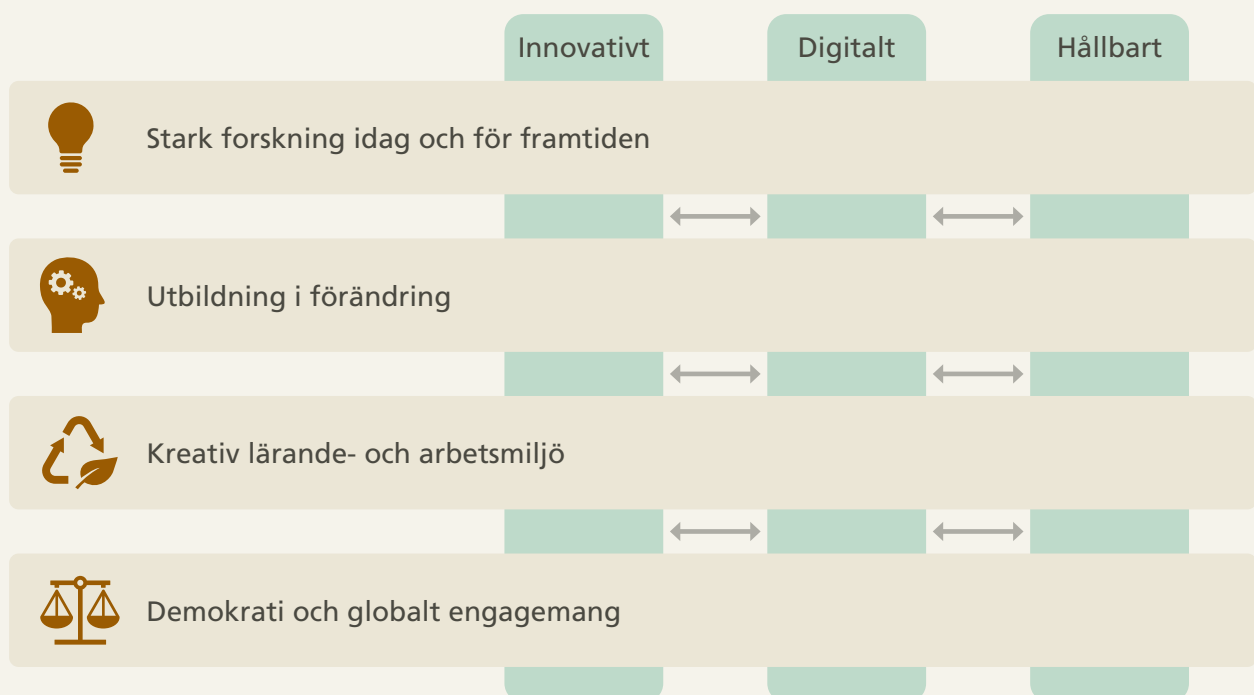 Innovativt
Digitalt
Hållbart
Stark forskning idag och för framtiden
Utbildning i förändring
Kreativ lärande- och arbetsmiljö
Demokrati och globalt engagemang